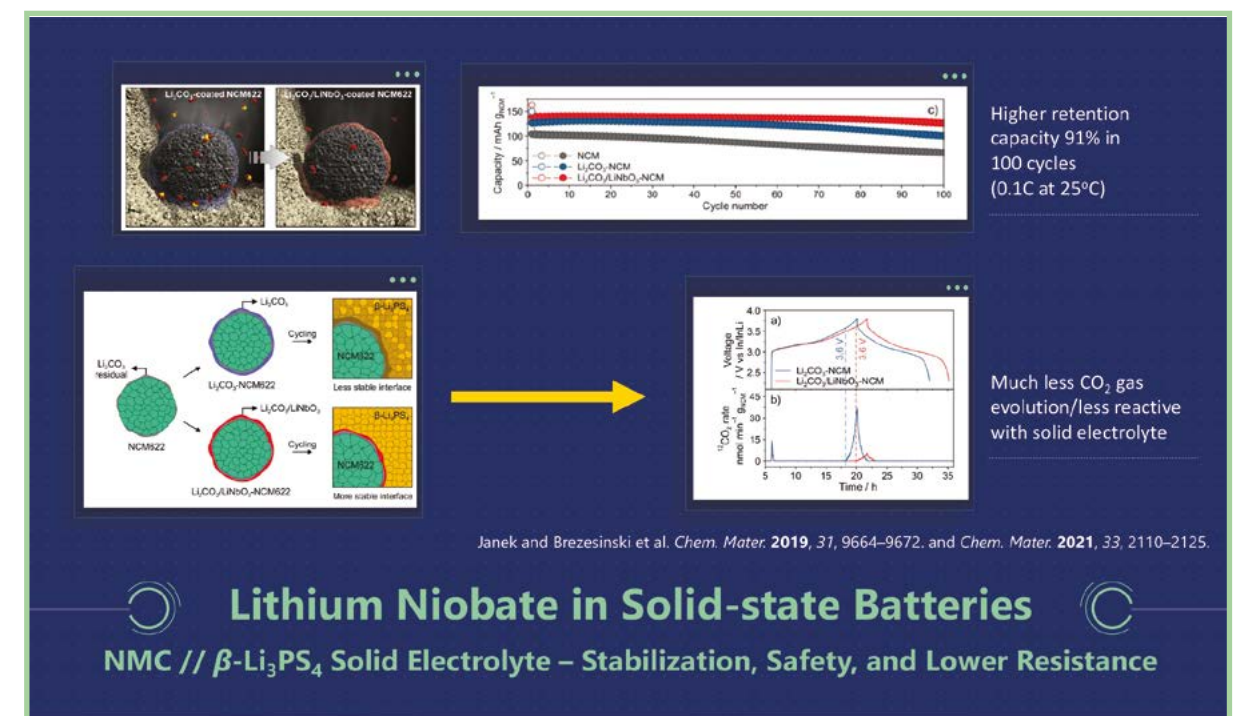 Li₂CO₃-coated NCM622
Li₂CO₃/LiNbO₃-coated NCM622
c)
Capacity / mAh gNCM⁻¹
150
100
50
0
NCM
Li₂CO₃-NCM
Li₂CO₃/LiNbO₃-NCM
0 10 20 30 40 50 60 70 80 90 100
Cycle number
Higher retention
capacity 91% in
100 cycles
(0.1C at 25°C)
Li₂CO₃
residual
NCM622
Li₂CO₃
Li₂CO₃-NCM622
Cycling
β-Li₃PS₄
NCM622
Less stable interface
Li₂CO₃/LiNbO₃
Li₂CO₃/LiNbO₃-NCM622
Cycling
β-Li₃PS₄
NCM622
More stable interface
a)
Voltage
/ V vs In/InLi
4.0
3.5
3.0
2.5
3.6 V
3.6 V
Li₂CO₃-NCM
Li₂CO₃/LiNbO₃-NCM
b)
¹²CO₂ rate
nmol min⁻¹ gNCM⁻¹
45
30
15
0
5 10 15 20 25 30 35
Time / h
Much less CO₂ gas
evolution/less reactive
with solid electrolyte
Janek and Brezesinski et al. Chem. Mater. 2019, 31, 9664–9672. and Chem. Mater. 2021, 33, 2110–2125.
Lithium Niobate in Solid-state Batteries
NMC // β-Li₃PS₄ Solid Electrolyte – Stabilization, Safety, and Lower Resistance